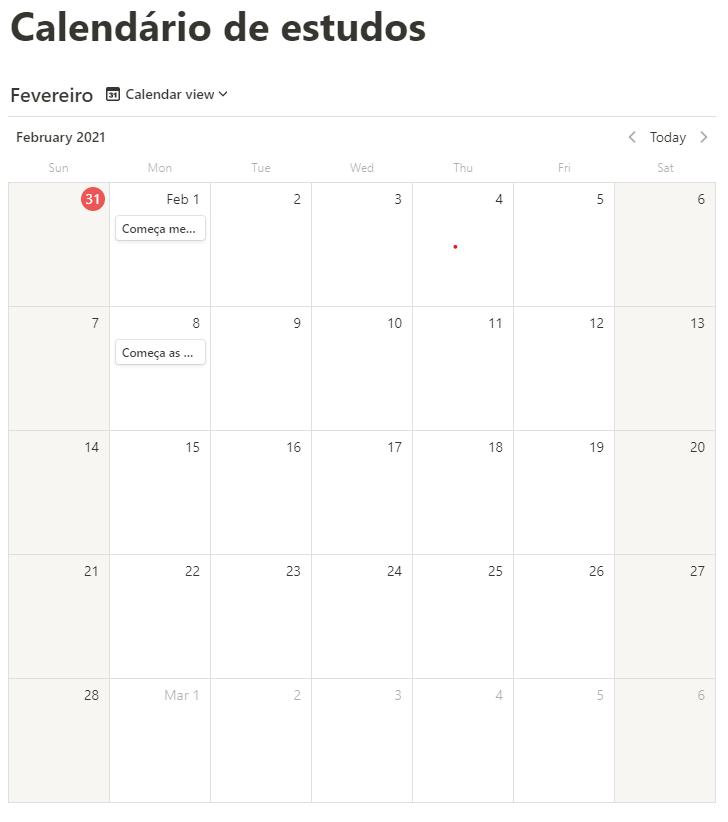 Calendário de estudos
Fevereiro Calendar view
February 2021 Today
Sun Mon Tue Wed Thu Fri Sat
31 Feb 1 2 3 4 5 6
Começa me...
7 8 9 10 11 12 13
Começa as ...
14 15 16 17 18 19 20
21 22 23 24 25 26 27
28 Mar 1 2 3 4 5 6